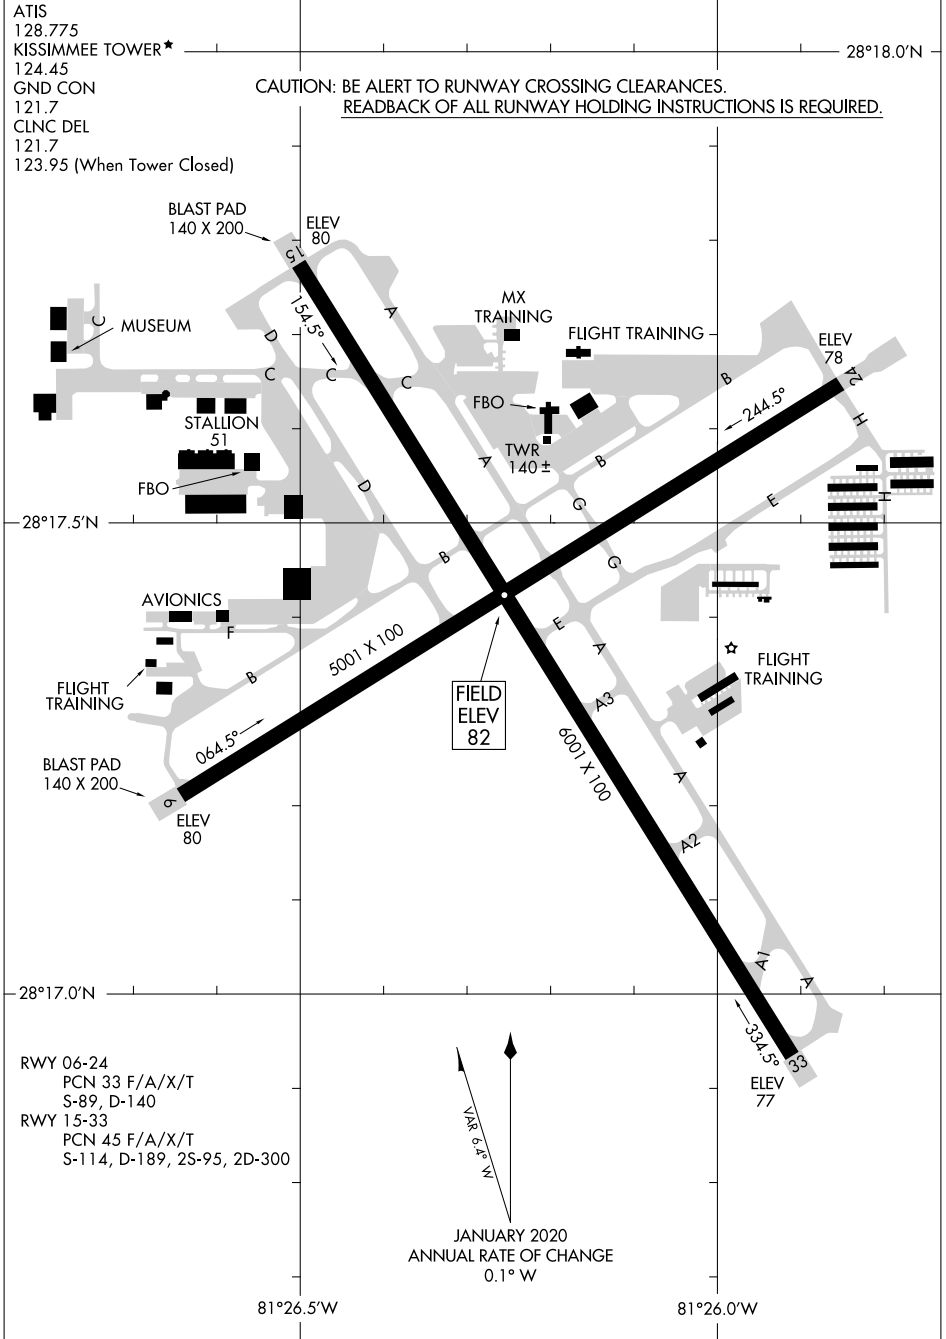 ATIS
128.775
KISSIMMEE TOWER★
124.45
GND CON
121.7
CLNC DEL
121.7
123.95 (When Tower Closed)
28°18.0'N
CAUTION: BE ALERT TO RUNWAY CROSSING CLEARANCES.
READBACK OF ALL RUNWAY HOLDING INSTRUCTIONS IS REQUIRED.
BLAST PAD
140 X 200
ELEV
80
15
154.5°
A
D
C
C
C
C
MUSEUM
MX
TRAINING
FLIGHT TRAINING
ELEV
78
24
244.5°
B
H
FBO
TWR
140 ±
STALLION
51
FBO
A
B
D
G
E
H
28°17.5'N
B
G
AVIONICS
F
E
A
5001 X 100
B
FLIGHT
TRAINING
FLIGHT
TRAINING
FIELD
ELEV
82
A3
064.5°
6001 X 100
BLAST PAD
140 X 200
6
ELEV
80
A
A2
A1
A
28°17.0'N
334.5°
33
ELEV
77
RWY 06-24
PCN 33 F/A/X/T
S-89, D-140
RWY 15-33
PCN 45 F/A/X/T
S-114, D-189, 2S-95, 2D-300
VAR 6.4° W
JANUARY 2020
ANNUAL RATE OF CHANGE
0.1° W
81°26.5'W
81°26.0'W